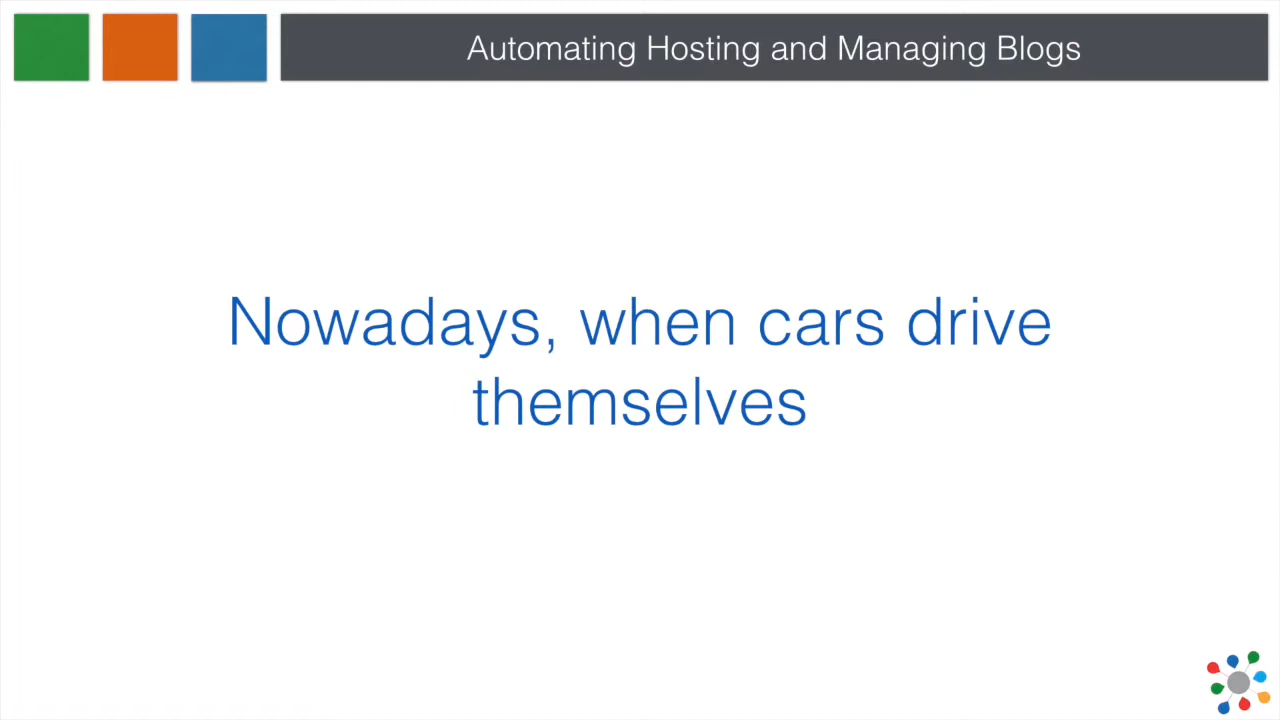 Automating Hosting and Managing Blogs
Nowadays, when cars drive
themselves